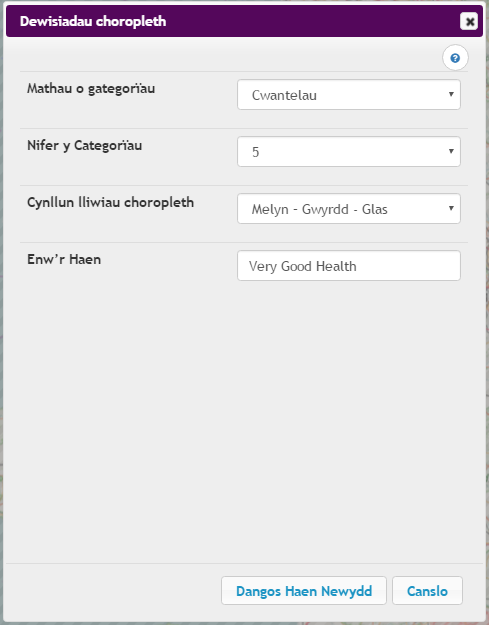 Dewisiadau choropleth
Mathau o gategorïau
Cwantelau
Nifer y Categorïau
5
Cynllun lliwiau choropleth
Melyn - Gwyrdd - Glas
Enw'r Haen
Very Good Health
Dangos Haen Newydd
Canslo